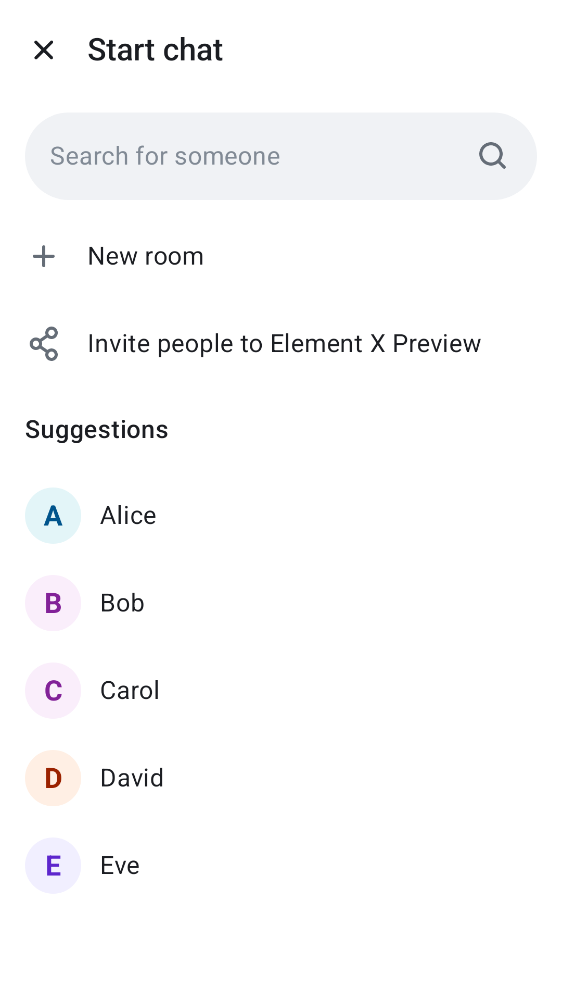 Start chat
Search for someone
New room
Invite people to Element X Preview
Suggestions
A Alice
B Bob
C Carol
D David
E Eve